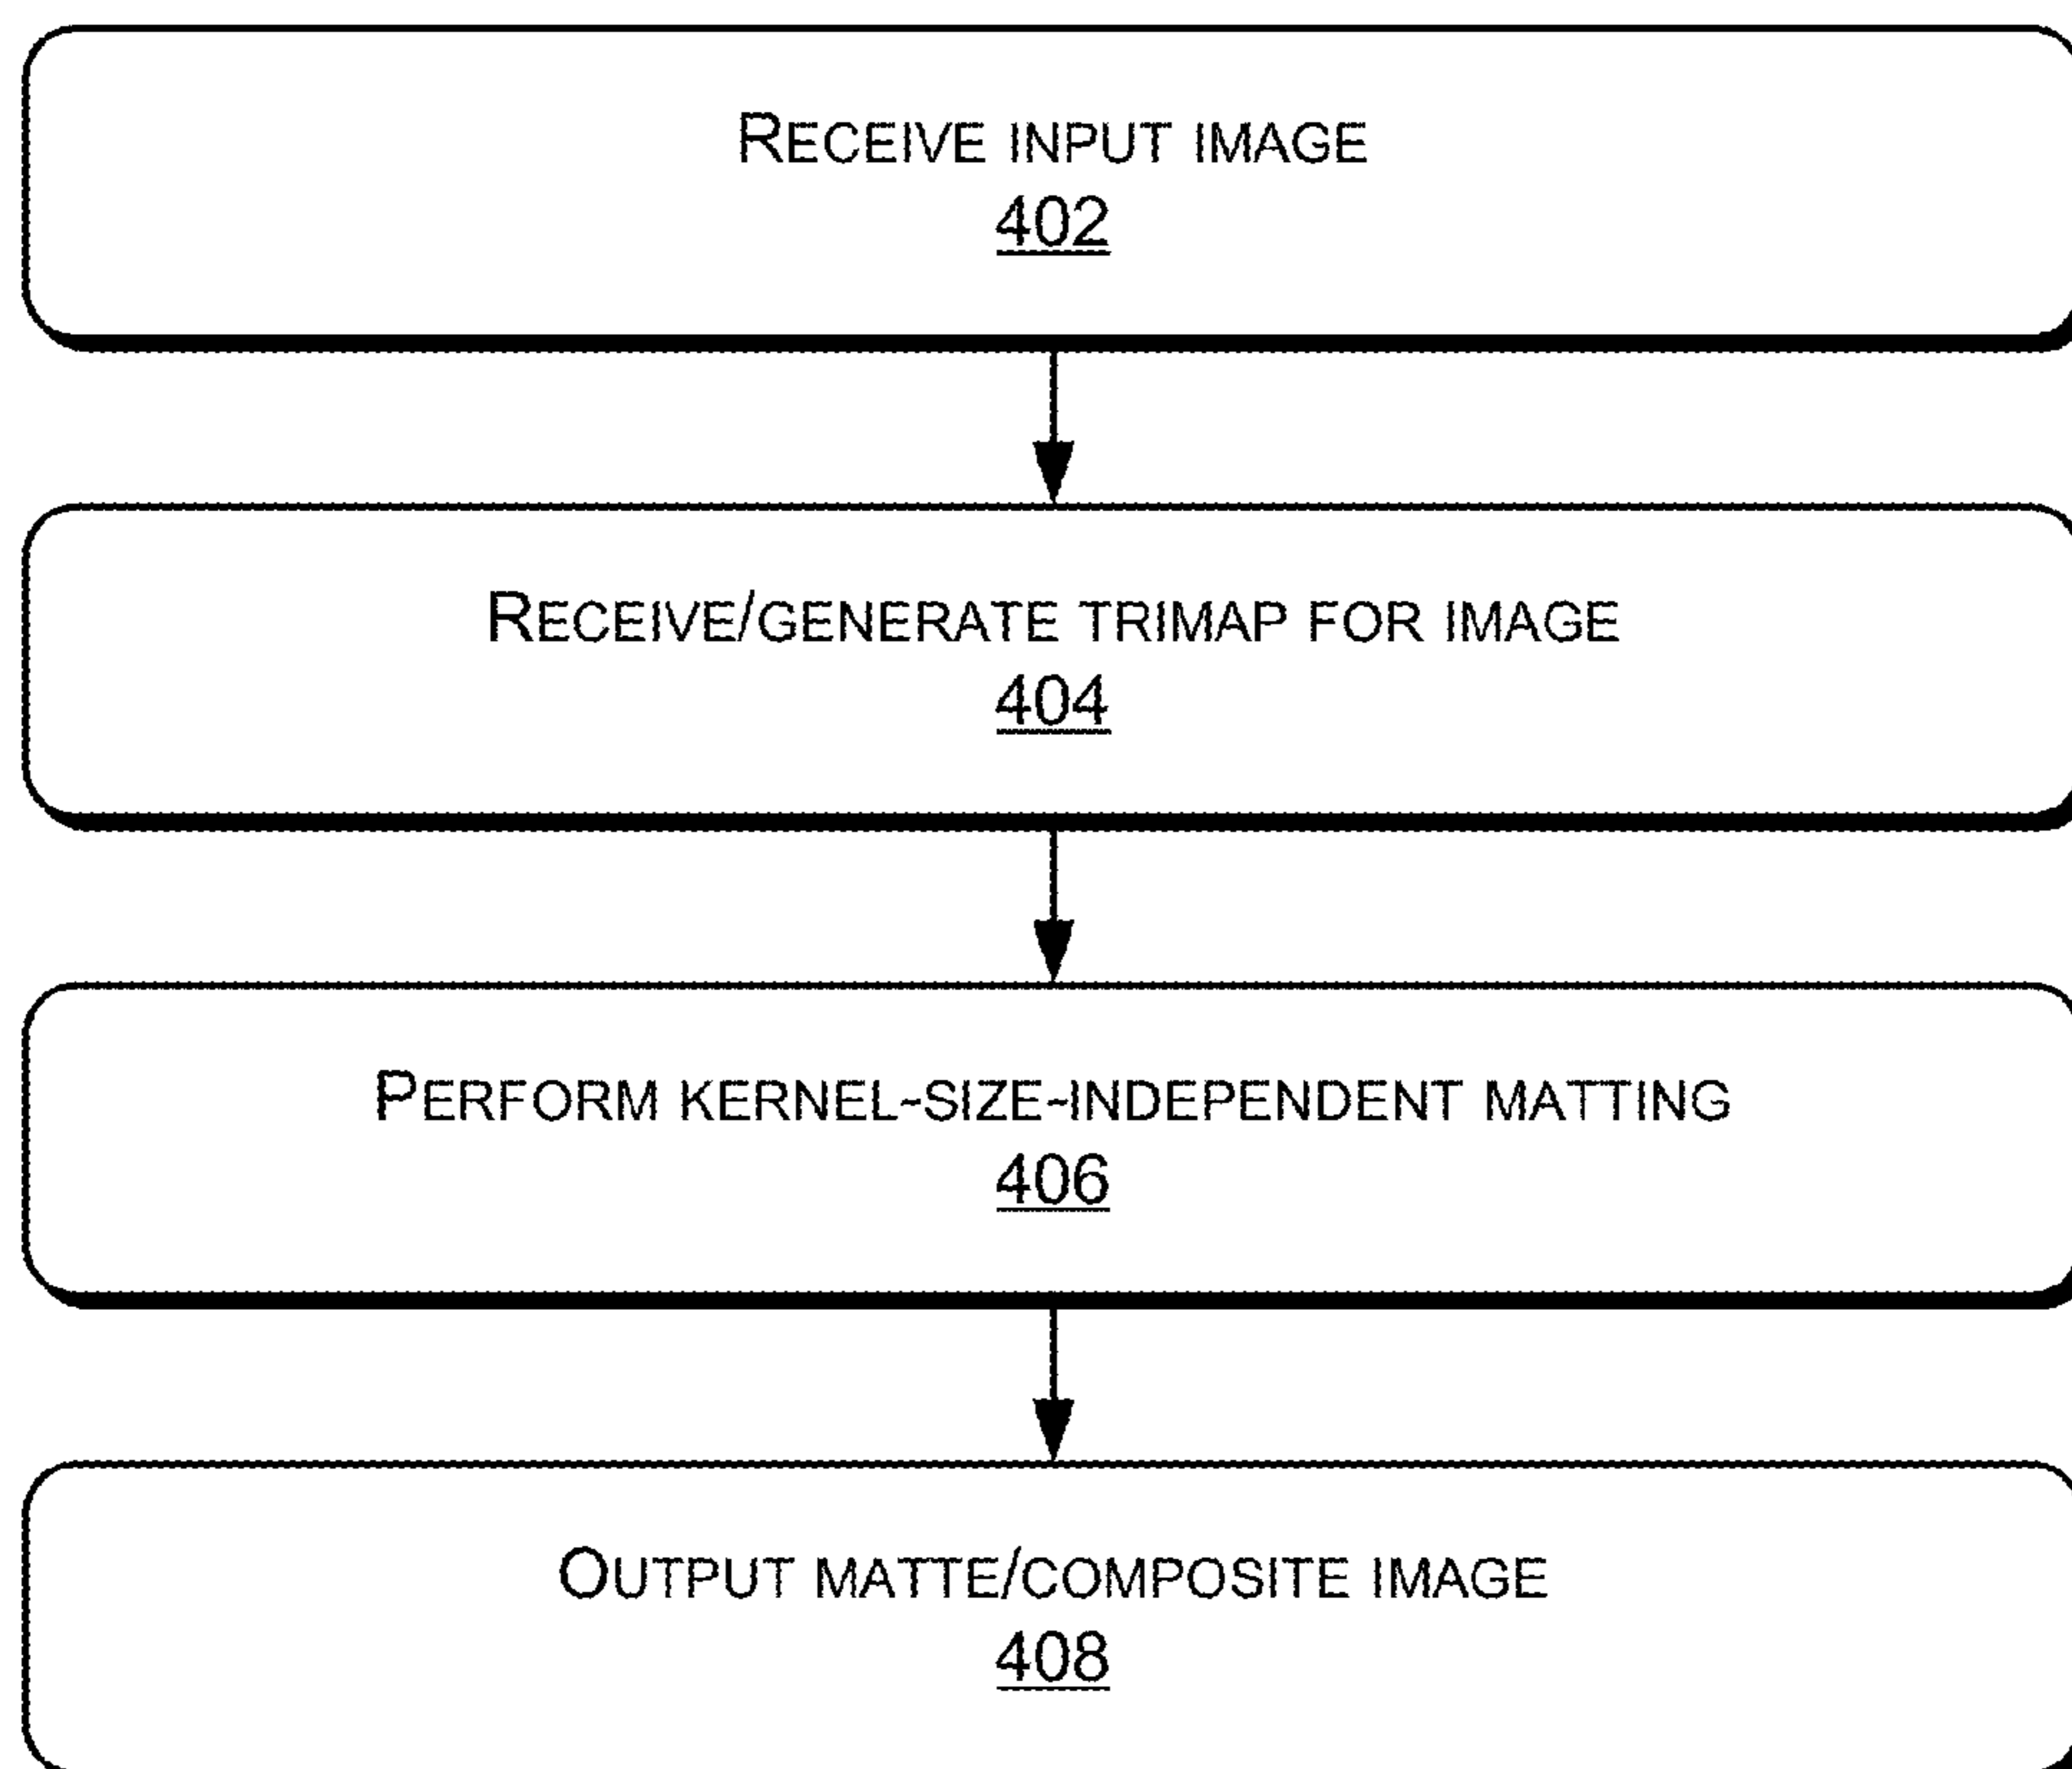 RECEIVE INPUT IMAGE
402
RECEIVE/GENERATE TRIMAP FOR IMAGE
404
PERFORM KERNEL-SIZE-INDEPENDENT MATTING
406
OUTPUT MATTE/COMPOSITE IMAGE
408